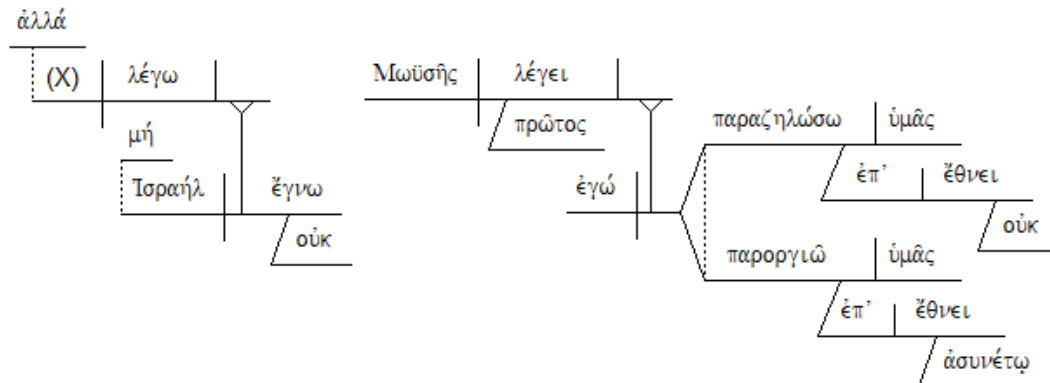 ἀλλά
(X) λέγω
μή
Ἰσραήλ ἔγνω
οὐκ
Μωϋσῆς λέγει
πρῶτος
ἐγώ
παραζηλώσω ὑμᾶς
ἐπ’ ἔθνει
οὐκ
παροργιῶ ὑμᾶς
ἐπ’ ἔθνει
ἀσυνέτῳ